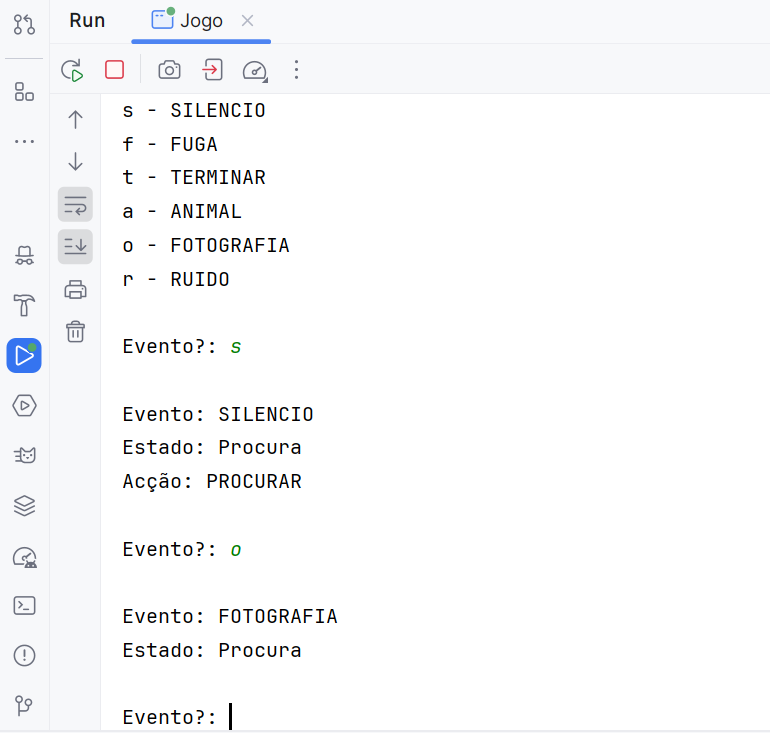 Run Jogo
s - SILENCIO
f - FUGA
t - TERMINAR
a - ANIMAL
o - FOTOGRAFIA
r - RUIDO
Evento?: s
Evento: SILENCIO
Estado: Procura
Acção: PROCURAR
Evento?: o
Evento: FOTOGRAFIA
Estado: Procura
Evento?: